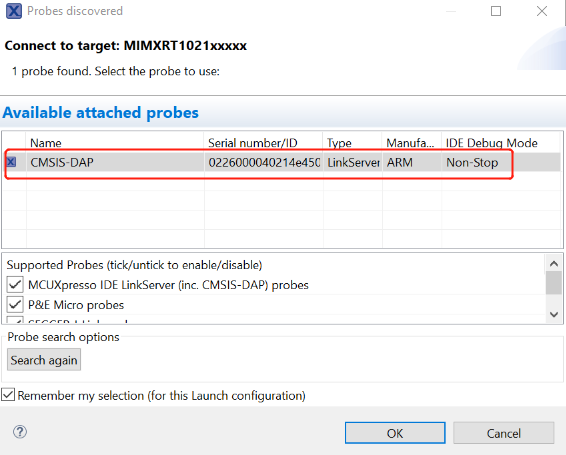 Probes discovered
Connect to target: MIMXRT1021xxxxx
1 probe found. Select the probe to use:
Available attached probes
Name Serial number/ID Type Manufa... IDE Debug Mode
CMSIS-DAP 0226000040214e450 LinkServer ARM Non-Stop
Supported Probes (tick/untick to enable/disable)
MCUXpresso IDE LinkServer (inc. CMSIS-DAP) probes
P&E Micro probes
Probe search options
Search again
Remember my selection (for this Launch configuration)
OK Cancel